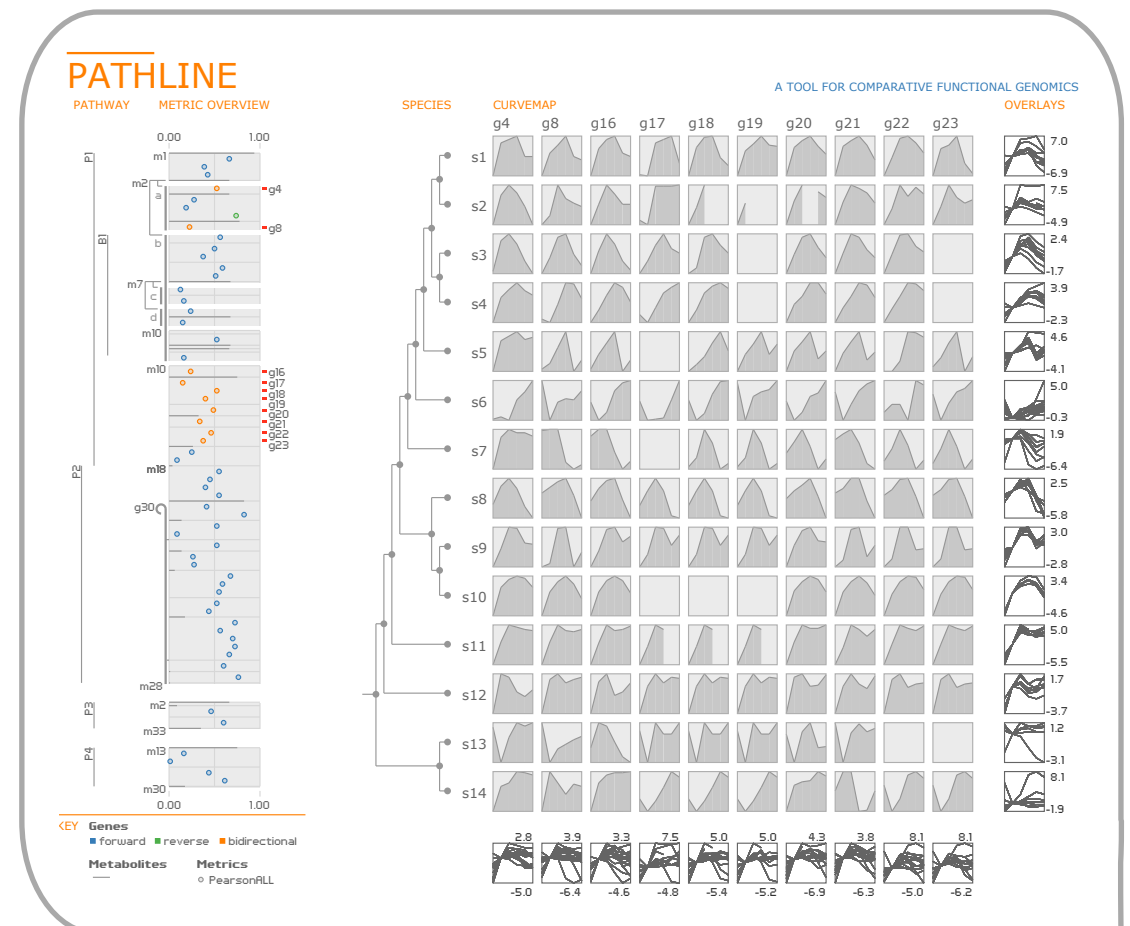 PATHLINE
A TOOL FOR COMPARATIVE FUNCTIONAL GENOMICS
PATHWAY METRIC OVERVIEW SPECIES CURVEMAP OVERLAYS
g4 g8 g16 g17 g18 g19 g20 g21 g22 g23
0.00 1.00
P1
m1
m2
a
g4
g8
B1
b
m7
c
d
m10
m10
g16
g17
g18
g19
g20
g21
g22
g23
P2
m18
g30
m28
P3
m2
m33
P4
m13
m30
0.00 1.00
s1 7.0
-6.9
s2 7.5
-4.9
s3 2.4
-1.7
s4 3.9
-2.3
s5 4.6
-4.1
s6 5.0
-0.3
s7 1.9
-6.4
s8 2.5
-5.8
s9 3.0
-2.8
s10 3.4
-4.6
s11 5.0
-5.5
s12 1.7
-3.7
s13 1.2
-3.1
s14 8.1
-1.9
2.8 3.9 3.3 7.5 5.0 5.0 4.3 3.8 8.1 8.1
-5.0 -6.4 -4.6 -4.8 -5.4 -5.2 -6.9 -6.3 -5.0 -6.2
KEY Genes
forward reverse bidirectional
Metabolites Metrics
PearsonALL